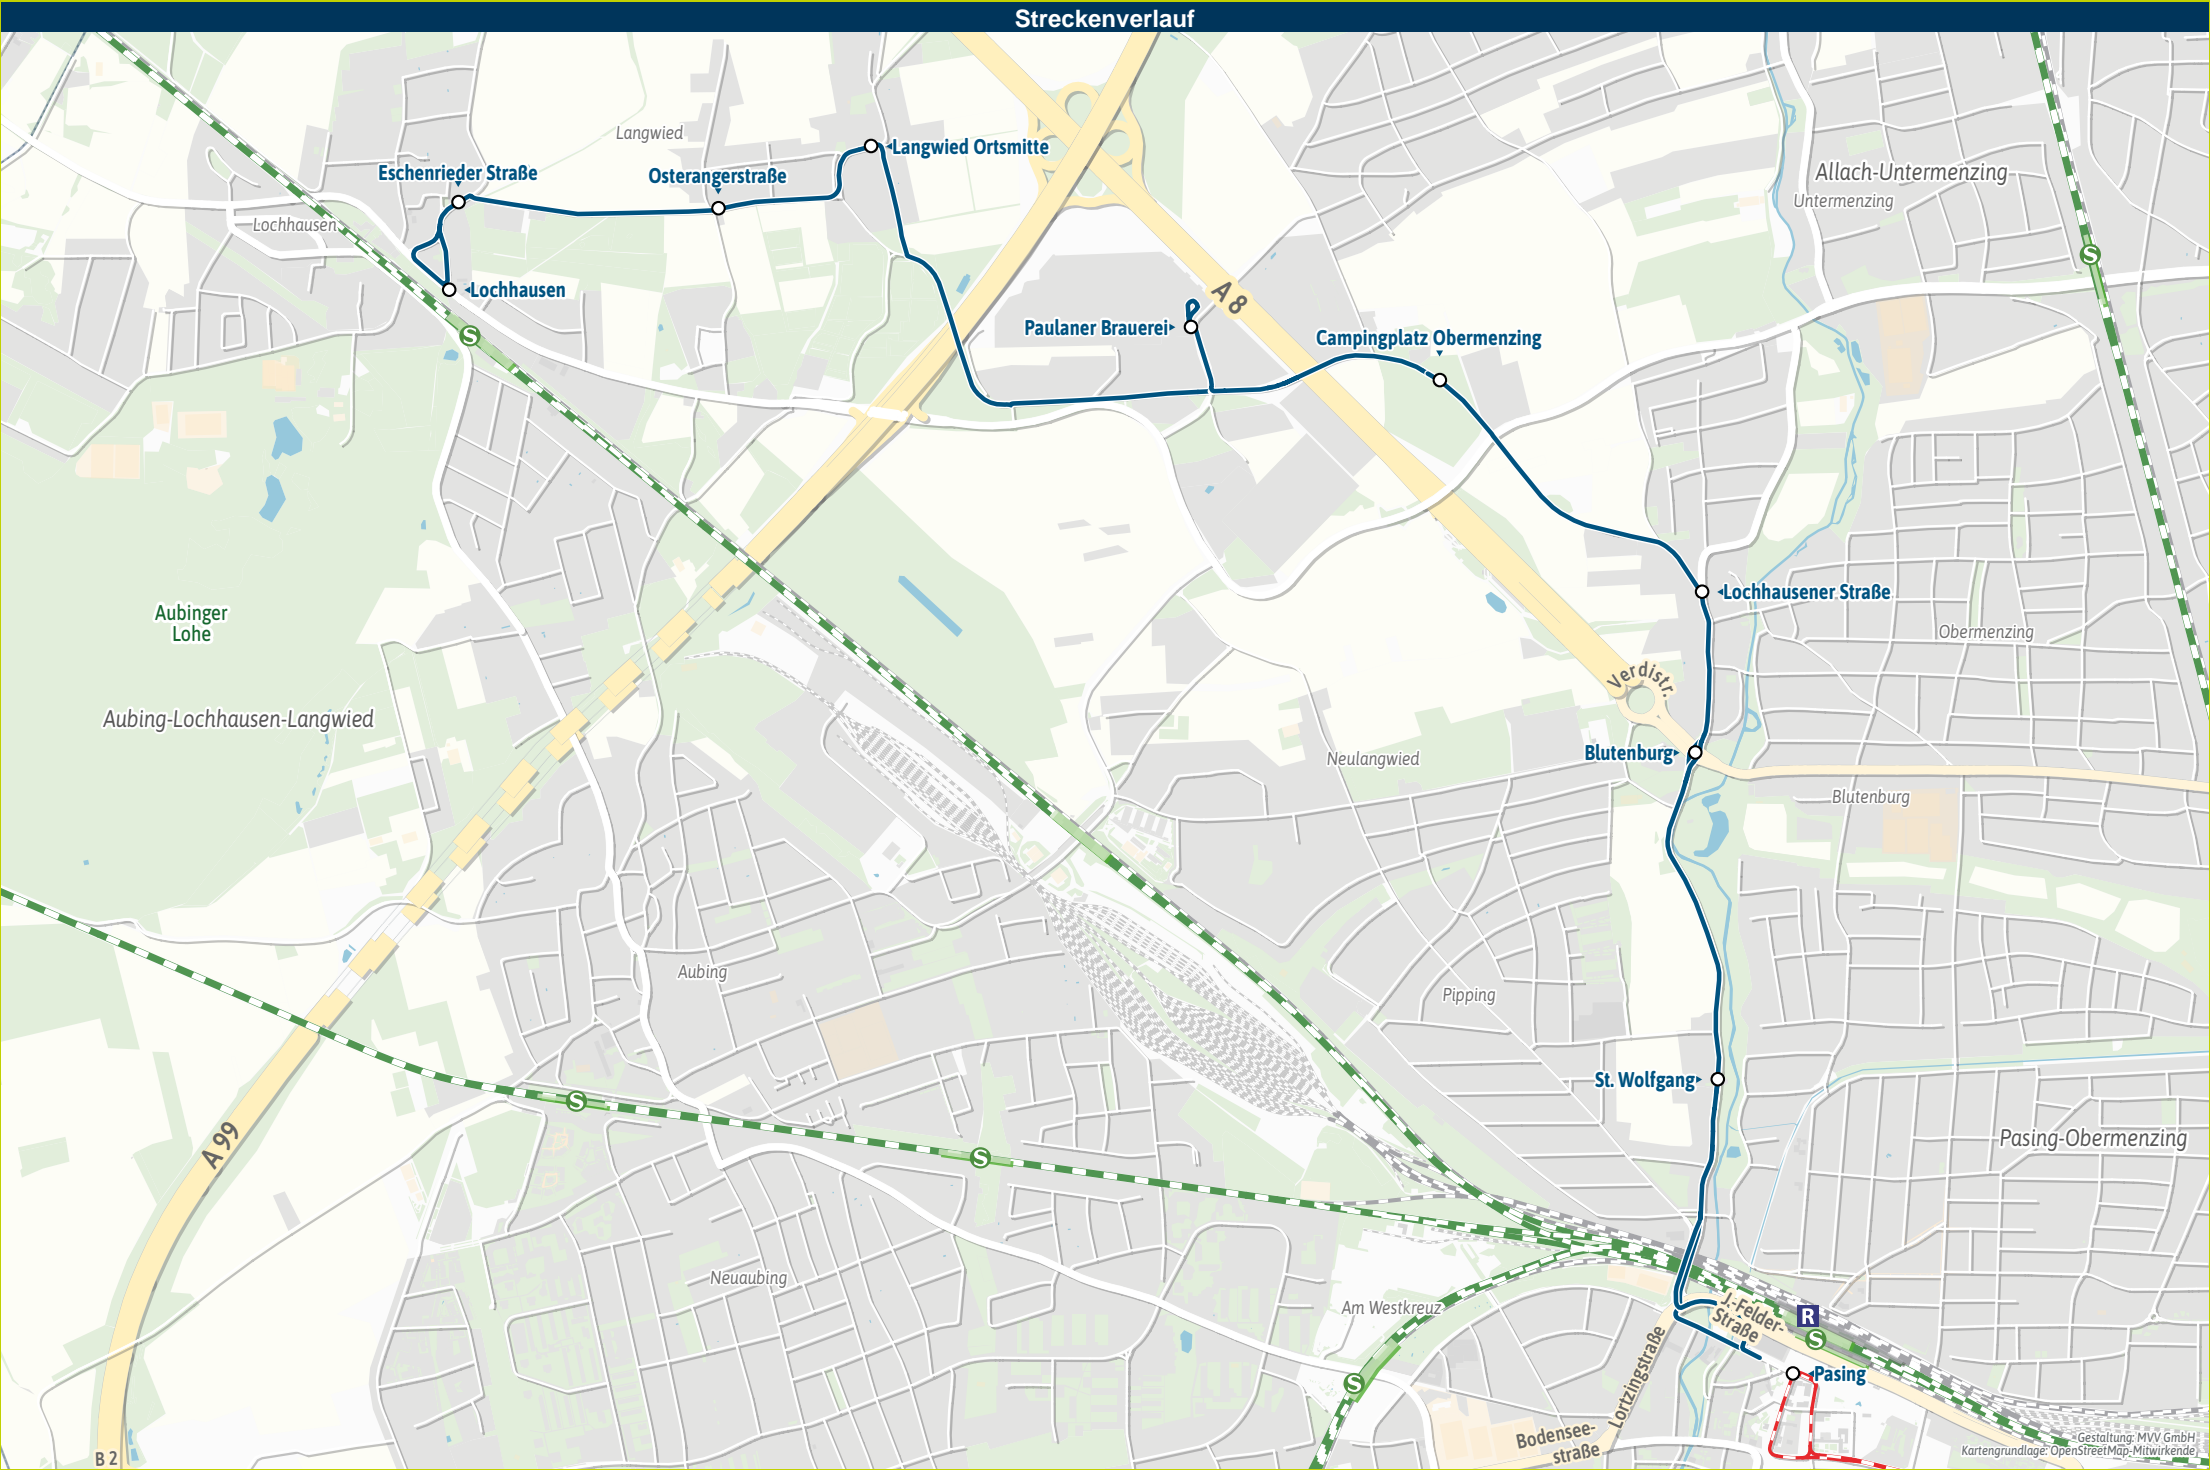 Streckenverlauf
Langwied
Langwied Ortsmitte
Eschenrieder Straße
Osterangerstraße
Allach-Untermenzing
Untermenzing
Lochhausen
S
Lochhausen
A 8
Paulaner Brauerei
Campingplatz Obermenzing
S
Lochhausener Straße
Aubinger
Lohe
Obermenzing
Verdistr.
Aubing-Lochhausen-Langwied
Blutenburg
Neulangwied
Blutenburg
Aubing
Pipping
St. Wolfgang
S
A 99
S
Pasing-Obermenzing
Neuaubing
Am Westkreuz
J.-Felder-
Straße
R
S
S
Pasing
Lortzingstraße
Bodensee-
straße
B 2
Gestaltung: MVV GmbH
Kartengrundlage: OpenStreetMap-Mitwirkende